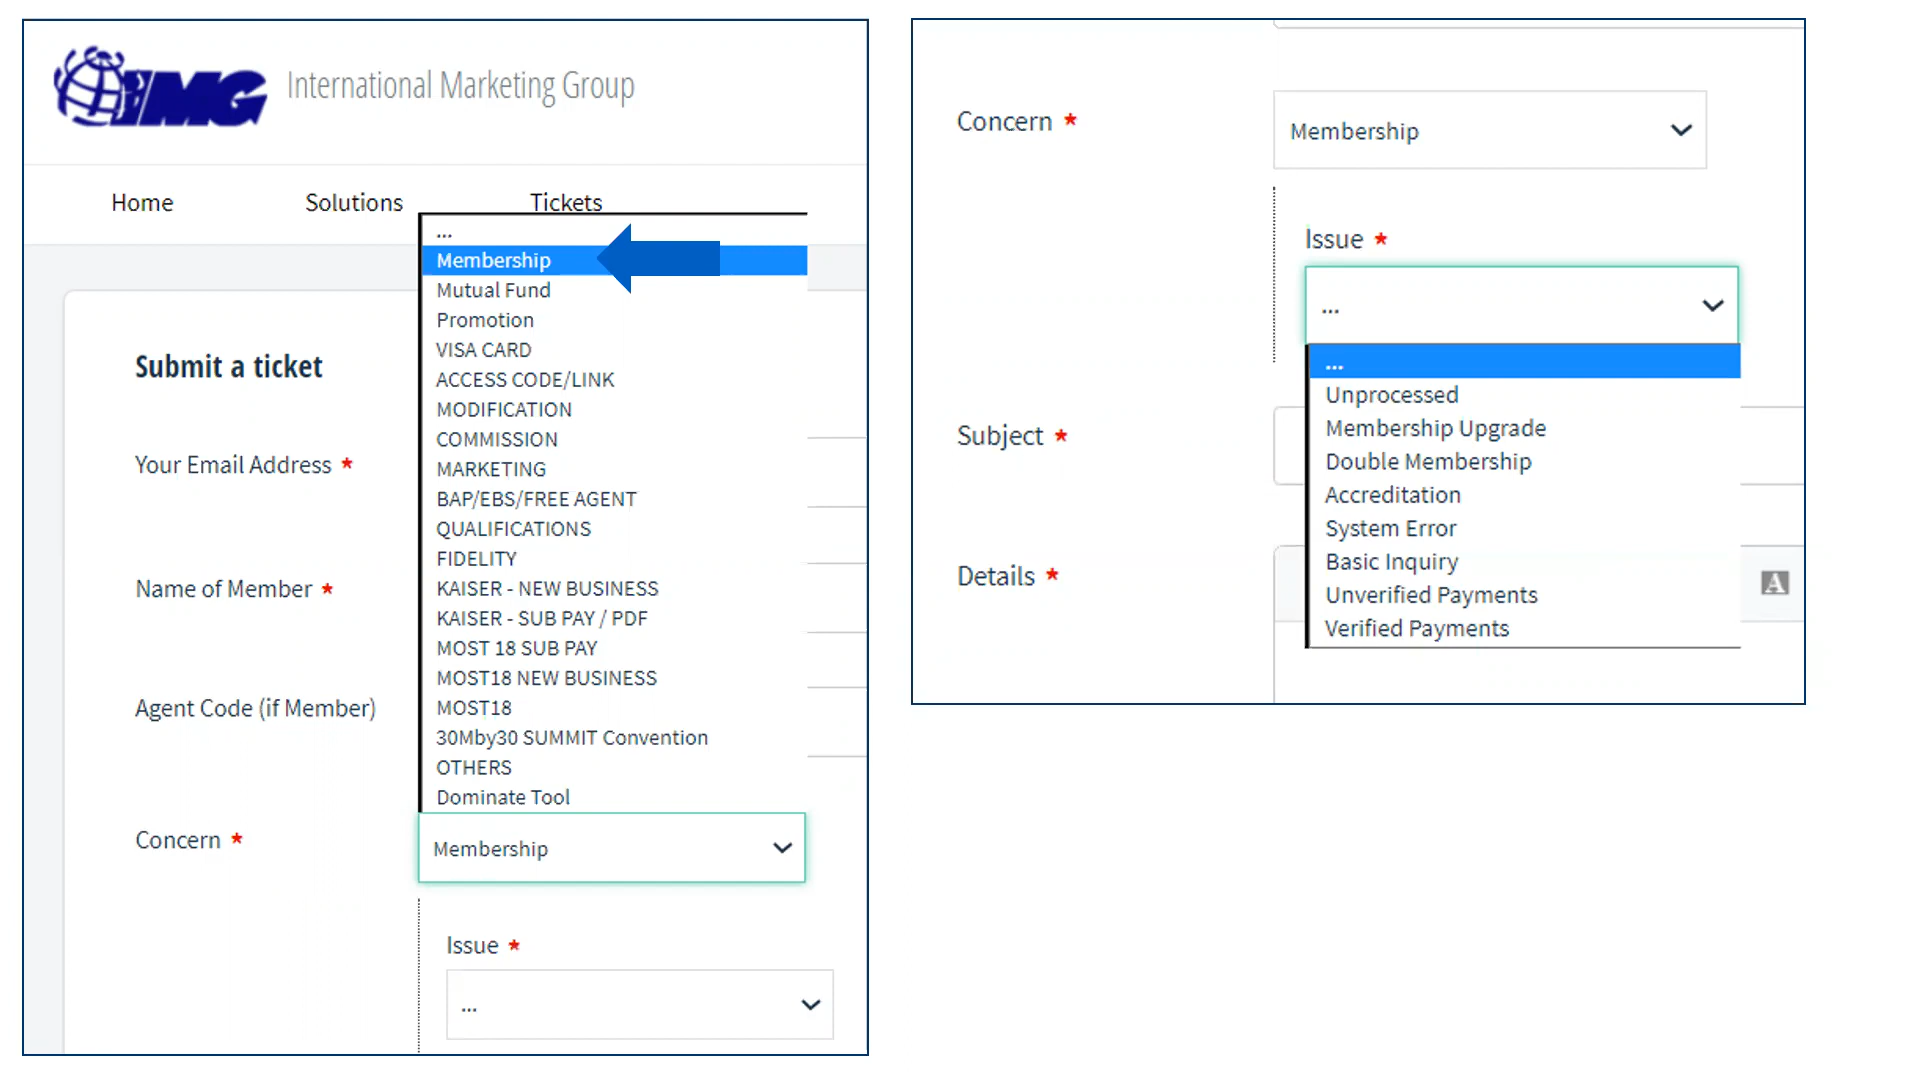 IMG International Marketing Group
Home Solutions Tickets
...
Membership
Mutual Fund
Promotion
VISA CARD
ACCESS CODE/LINK
MODIFICATION
COMMISSION
MARKETING
BAP/EBS/FREE AGENT
QUALIFICATIONS
FIDELITY
KAISER - NEW BUSINESS
KAISER - SUB PAY / PDF
MOST 18 SUB PAY
MOST18 NEW BUSINESS
MOST18
30Mby30 SUMMIT Convention
OTHERS
Dominate Tool
Submit a ticket
Your Email Address *
Name of Member *
Agent Code (if Member)
Concern *
Membership
Issue *
...
Concern *
Membership
Issue *
...
...
Unprocessed
Membership Upgrade
Double Membership
Accreditation
System Error
Basic Inquiry
Unverified Payments
Verified Payments
Subject *
Details *
A